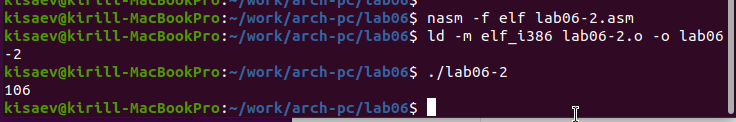 kisaev@kirill-MacBookPro:~/work/arch-pc/lab06$ nasm -f elf lab06-2.asm
kisaev@kirill-MacBookPro:~/work/arch-pc/lab06$ ld -m elf_i386 lab06-2.o -o lab06
-2
kisaev@kirill-MacBookPro:~/work/arch-pc/lab06$ ./lab06-2
106
kisaev@kirill-MacBookPro:~/work/arch-pc/lab06$